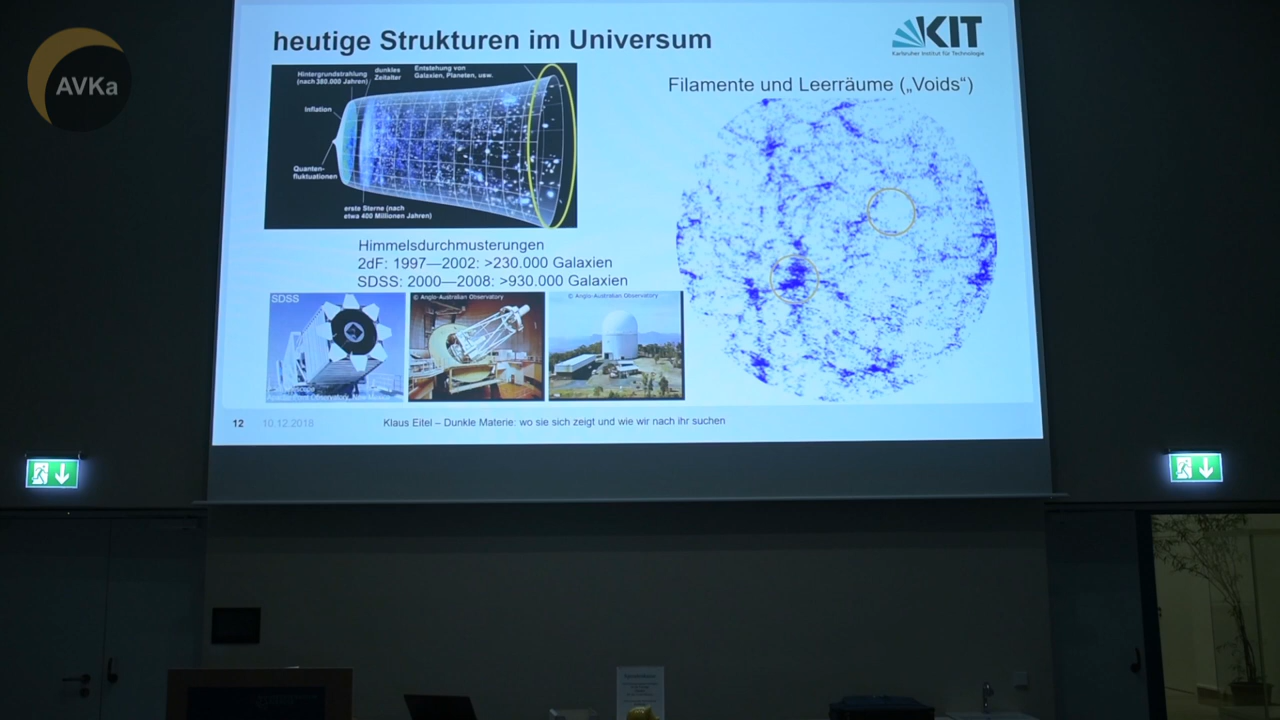 AVKa
heutige Strukturen im Universum
KIT
Karlsruher Institut für Technologie
Hintergrundstrahlung
(nach 380.000 Jahren)
dunkles
Zeitalter
Entstehung von
Galaxien, Planeten, usw.
Inflation
Quanten-
fluktuationen
erste Sterne (nach
etwa 400 Millionen Jahren)
Filamente und Leerräume („Voids“)
Himmelsdurchmusterungen
2dF: 1997—2002: >230.000 Galaxien
SDSS: 2000—2008: >930.000 Galaxien
SDSS
© Anglo-Australian Observatory
© Anglo-Australian Observatory
12
10.12.2018
Klaus Eitel – Dunkle Materie: wo sie sich zeigt und wie wir nach ihr suchen